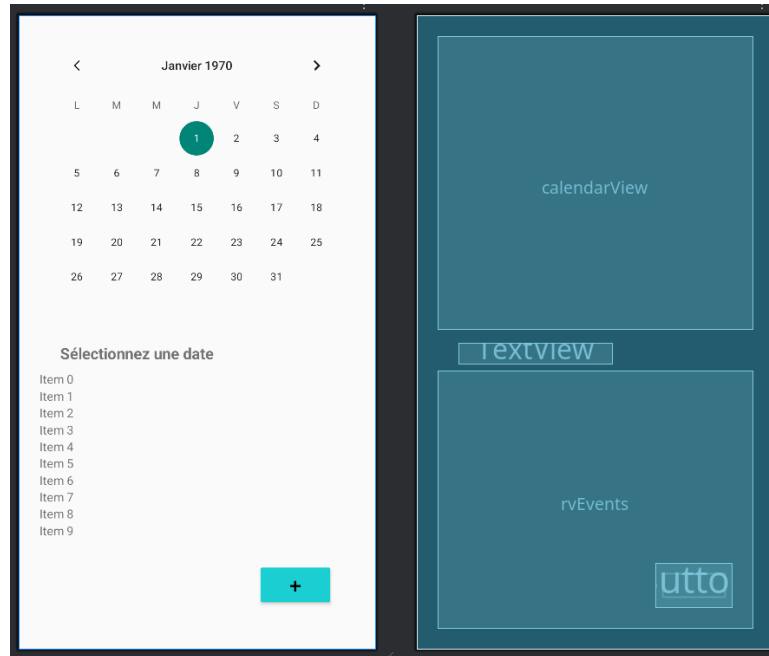 Janvier 1970
L M M J V S D
1 2 3 4
5 6 7 8 9 10 11
12 13 14 15 16 17 18
19 20 21 22 23 24 25
26 27 28 29 30 31
Sélectionnez une date
Item 0
Item 1
Item 2
Item 3
Item 4
Item 5
Item 6
Item 7
Item 8
Item 9
+
calendarView
TextView
rvEvents
utto